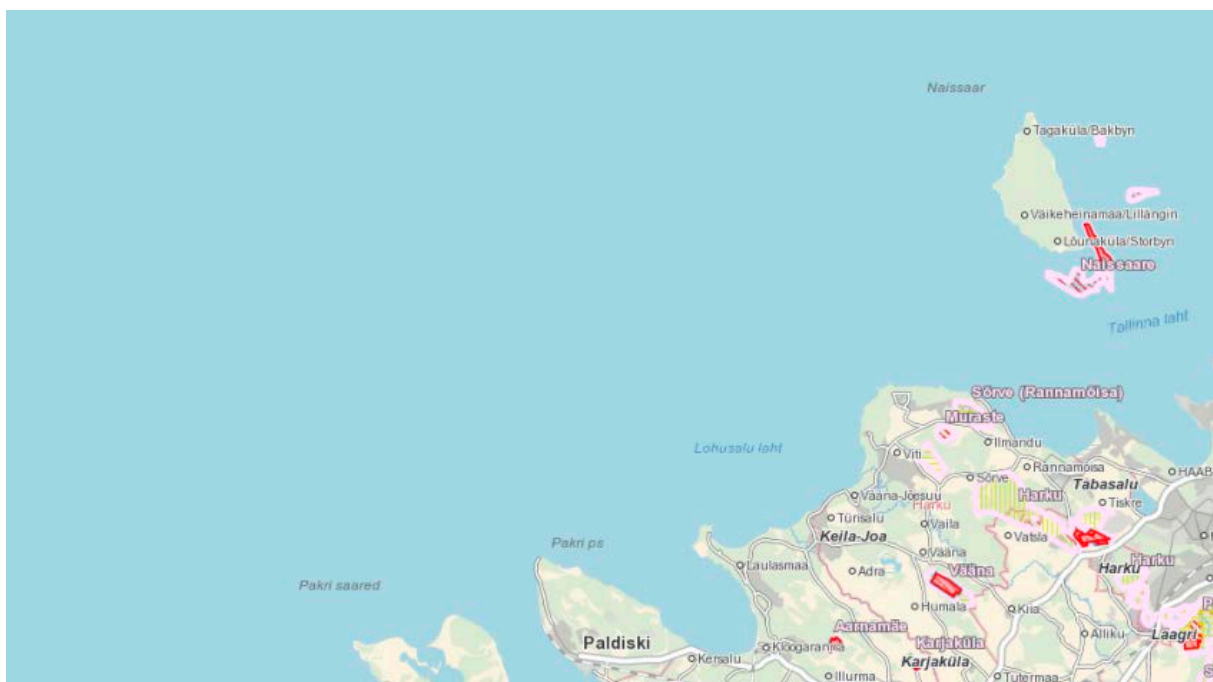 Naissaar
Tagaküla/Bakbyn
Väikeheinamaa/Lillängin
Lõunaküla/Storbyn
Naissaare
Tallinna laht
Sõrve (Rannamõisa)
Muraste
Ilmandu
Lohusalu laht
Viti
Rannamõisa
HAAB
Sõrve
Tabasalu
Harku
Väana-Jõesuu
Tiskre
Harku
Türisalu
Vaila
Keila-Joa
Vatsla
Pakri ps
Vääna
Harku
Harku
Laulasmaa
Adra
Vääna
Pakri saared
Humala
Kiia
Aarnamäe
Alliku
Laagri
Paldiski
Karjaküla
Kloogaranna
Kersalu
Karjaküla
Illurma
Tutermaa